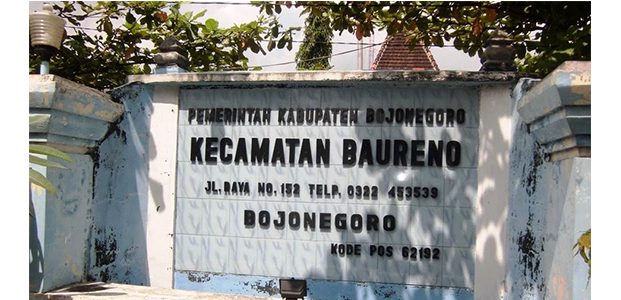 PEMERINTAH KABUPATEN BOJONEGORO
KECAMATAN BAURENO
JL. RAYA NO. 152 TELP. 0322 453539
BOJONEGORO
KODE POS 62192